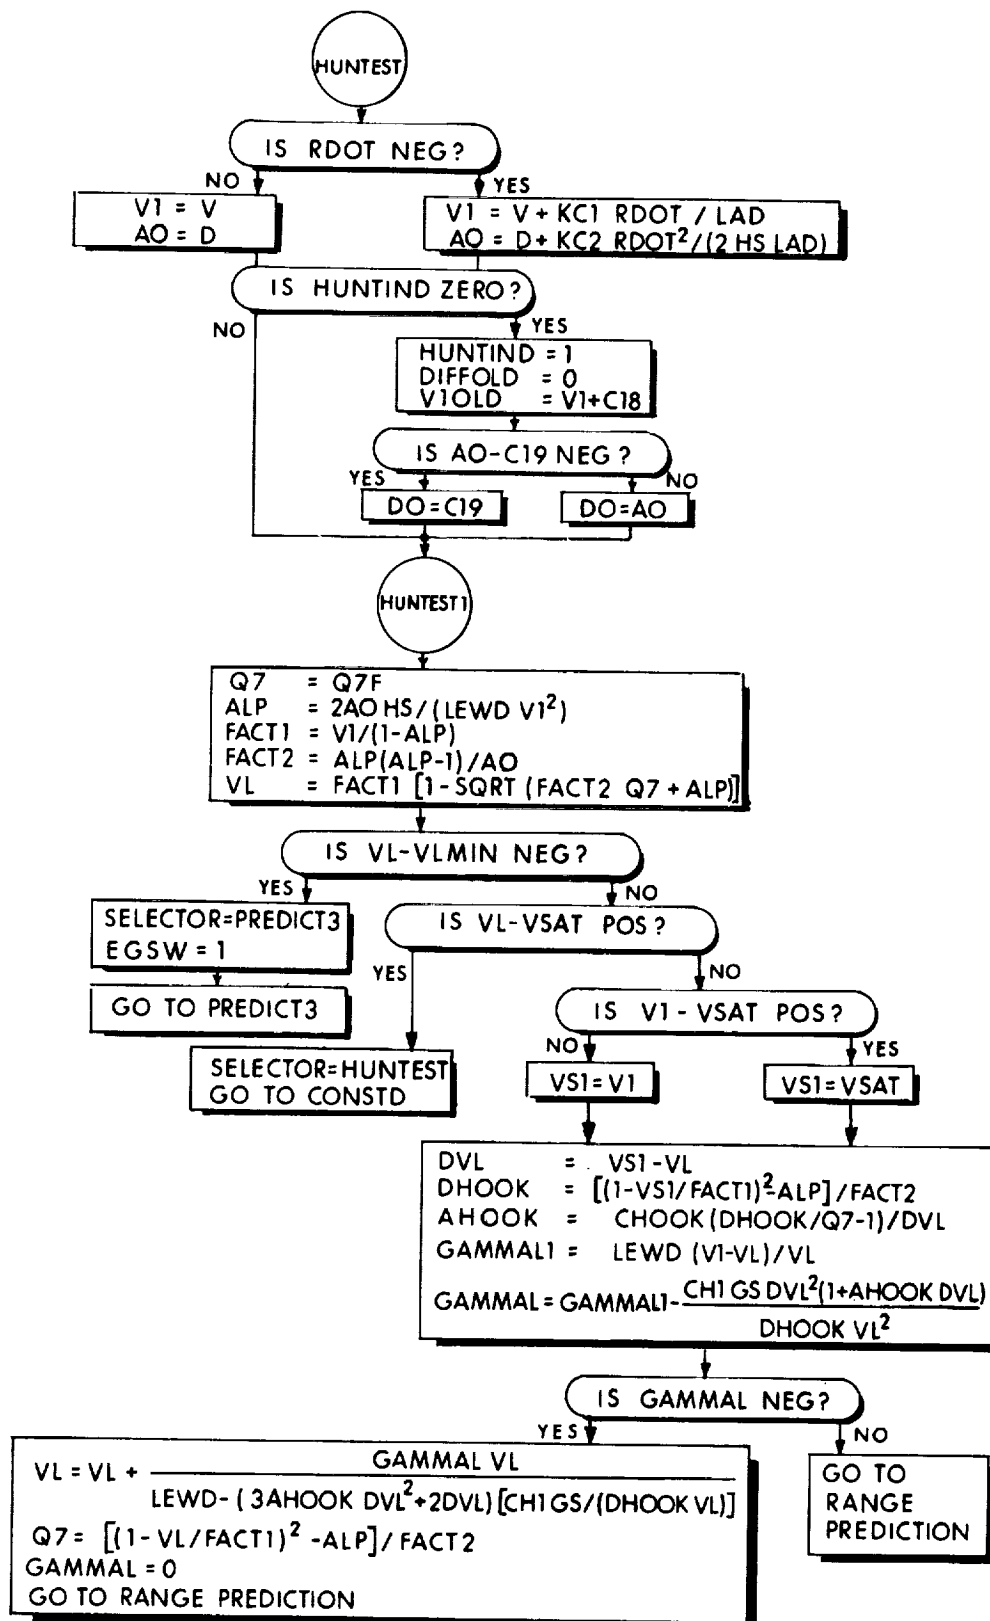 HUNTEST
IS RDOT NEG?
NO
YES
V1 = V
AO = D
V1 = V + KC1 RDOT / LAD
AO = D + KC2 RDOT²/(2 HS LAD)
IS HUNTIND ZERO?
NO
YES
HUNTIND = 1
DIFFOLD = 0
V1OLD = V1+C18
IS AO-C19 NEG?
YES
NO
DO=C19
DO=AO
HUNTEST1
Q7 = Q7F
ALP = 2AO HS/(LEWD V1²)
FACT1 = V1/(1-ALP)
FACT2 = ALP(ALP-1)/AO
VL = FACT1 [1-SQRT (FACT2 Q7 + ALP)]
IS VL-VLMIN NEG?
YES
NO
SELECTOR=PREDICT3
EGSW = 1
IS VL-VSAT POS?
YES
NO
GO TO PREDICT3
IS V1 - VSAT POS?
SELECTOR=HUNTEST
GO TO CONSTD
NO
YES
VS1=V1
VS1=VSAT
DVL = VS1-VL
DHOOK = [(1-VS1/FACT1)²-ALP]/FACT2
AHOOK = CHOOK(DHOOK/Q7-1)/DVL
GAMMAL1 = LEWD (V1-VL)/VL
GAMMAL=GAMMAL1- CH1 GS DVL²(1+AHOOK DVL)
DHOOK VL²
IS GAMMAL NEG?
YES
NO
GAMMAL VL
VL = VL +
LEWD- (3AHOOK DVL²+2DVL) [CH1GS/(DHOOK VL)]
Q7= [(1-VL/FACT1)² -ALP]/FACT2
GAMMAL=0
GO TO RANGE PREDICTION
GO TO
RANGE
PREDICTION